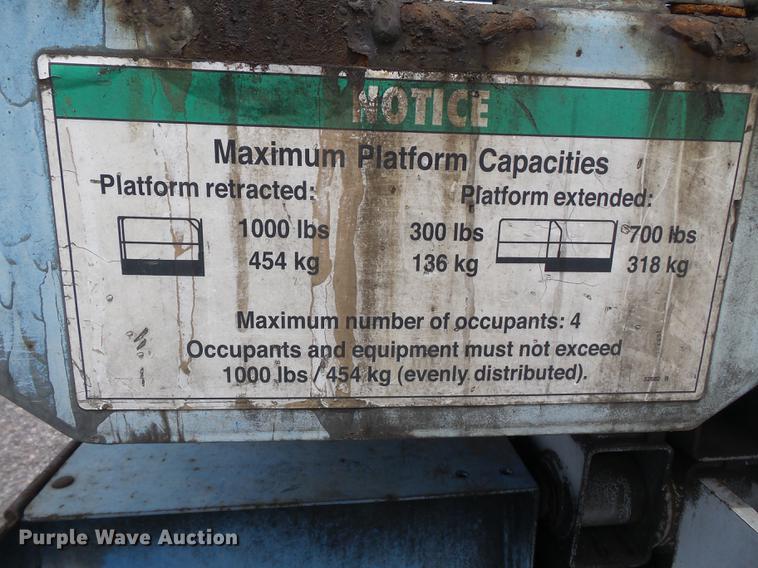 NOTICE
Maximum Platform Capacities
Platform retracted:
1000 lbs
454 kg
Platform extended:
300 lbs
136 kg
700 lbs
318 kg
Maximum number of occupants: 4
Occupants and equipment must not exceed
1000 lbs / 454 kg (evenly distributed).
Purple Wave Auction